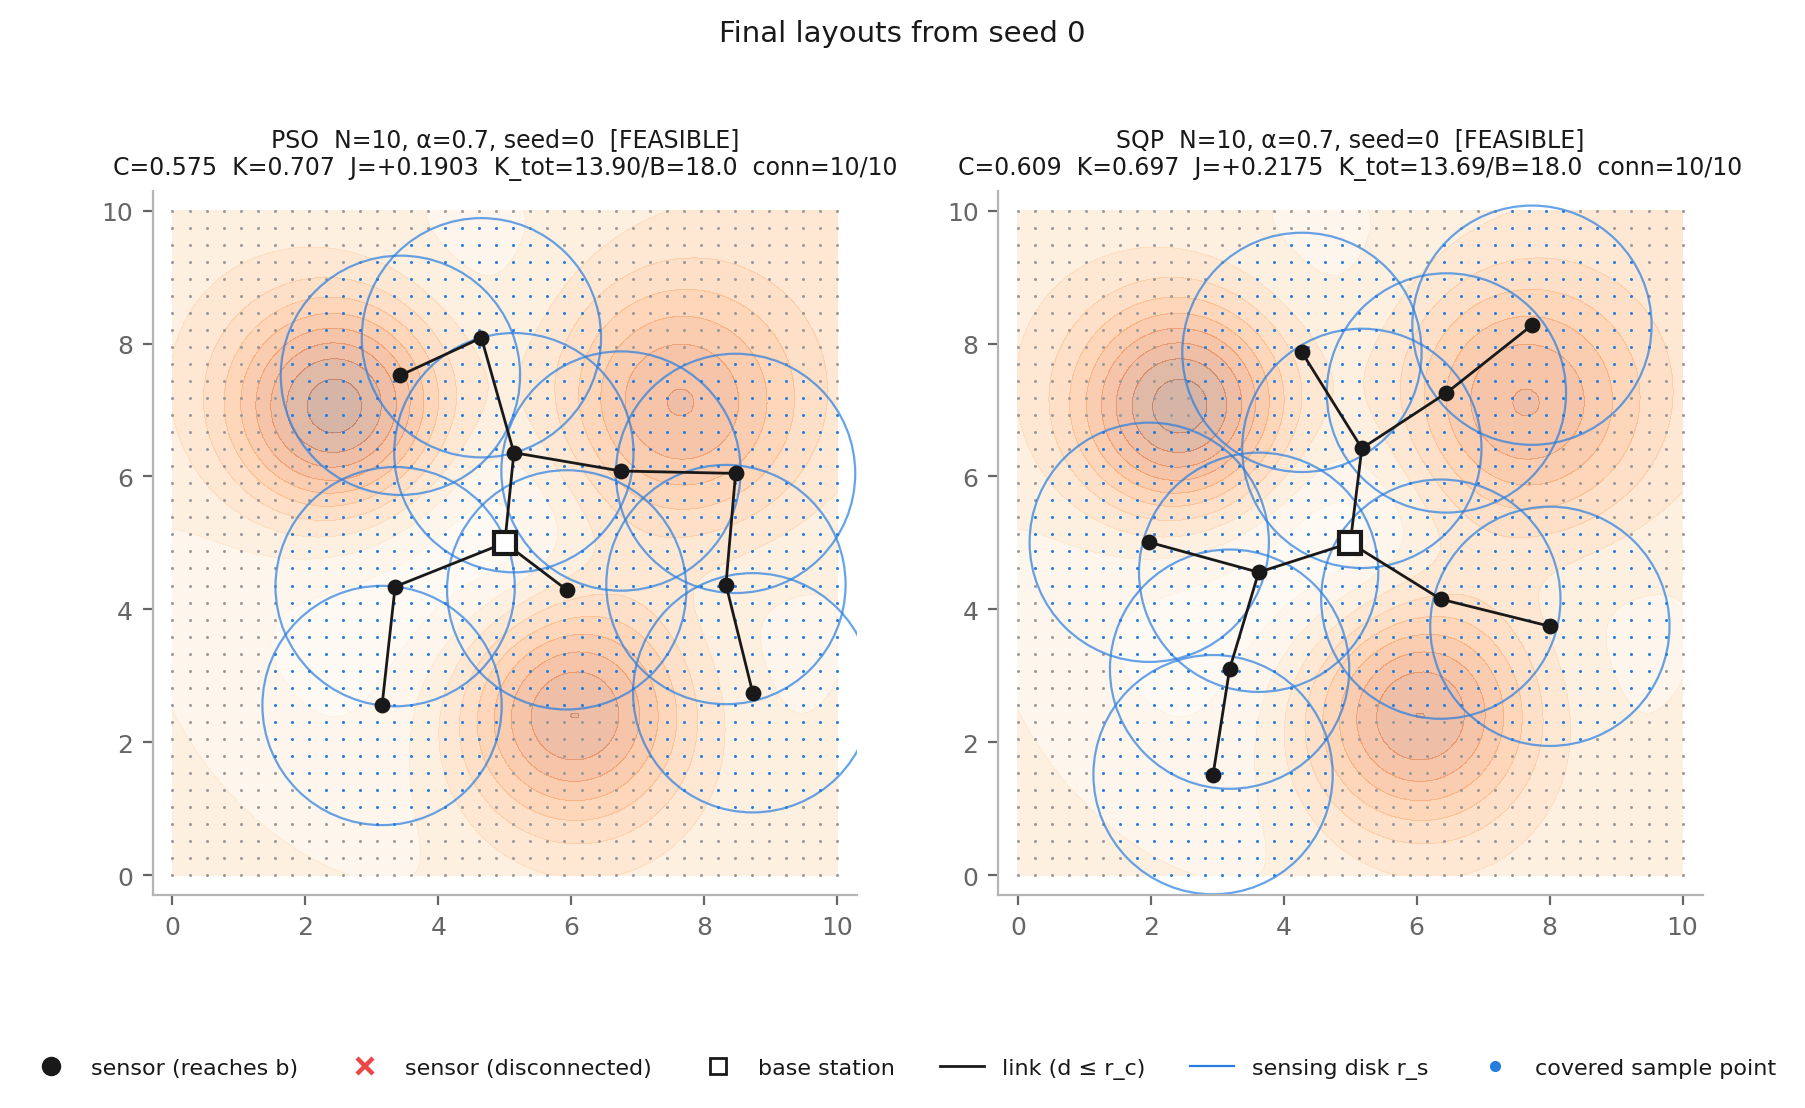 Final layouts from seed 0
PSO  N=10, α=0.7, seed=0  [FEASIBLE]
C=0.575  K=0.707  J=+0.1903  K_tot=13.90/B=18.0  conn=10/10
10
8
6
4
2
0
0 2 4 6 8 10
SQP  N=10, α=0.7, seed=0  [FEASIBLE]
C=0.609  K=0.697  J=+0.2175  K_tot=13.69/B=18.0  conn=10/10
10
8
6
4
2
0
0 2 4 6 8 10
sensor (reaches b)
sensor (disconnected)
base station
link (d ≤ r_c)
sensing disk r_s
covered sample point